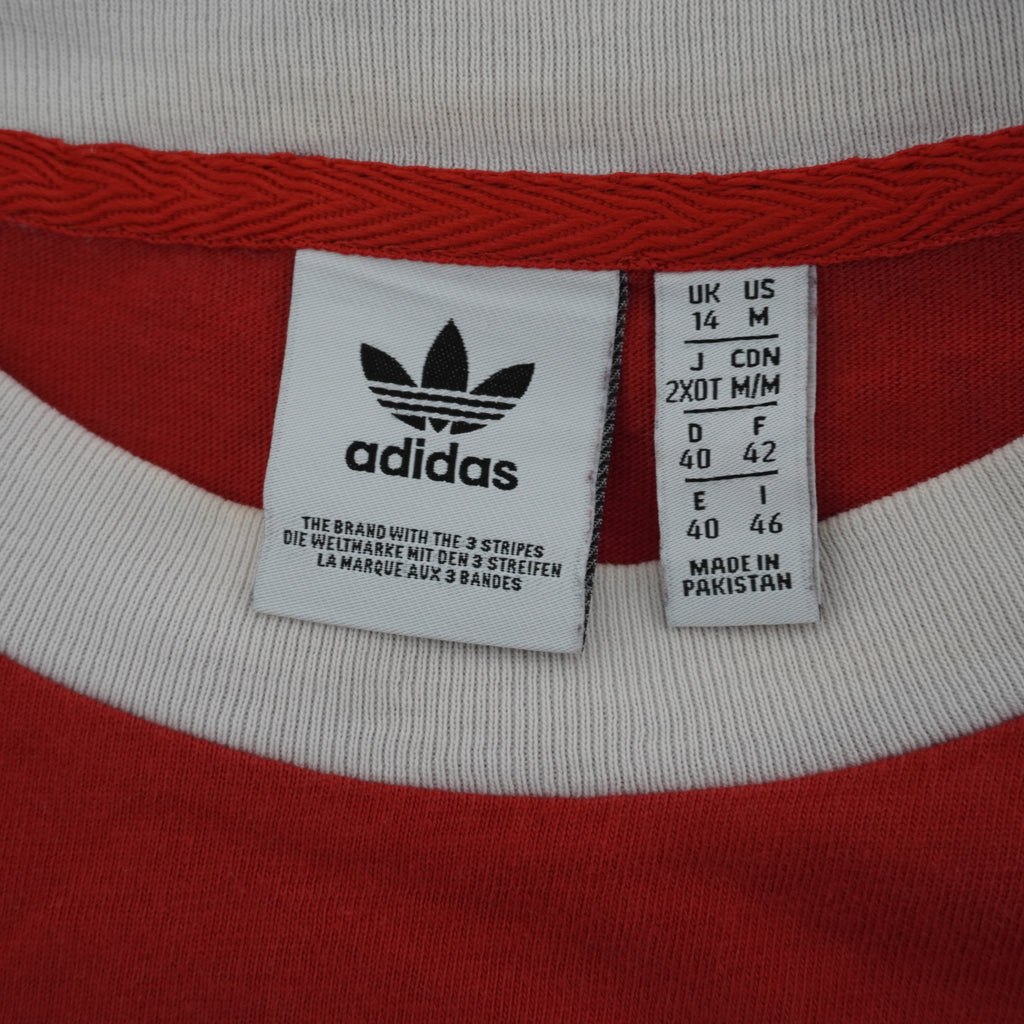 adidas
THE BRAND WITH THE 3 STRIPES
DIE WELTMARKE MIT DEN 3 STREIFEN
LA MARQUE AUX 3 BANDES
UK US
14 M
J CDN
2XOT M/M
D F
40 42
E I
40 46
MADE IN
PAKISTAN